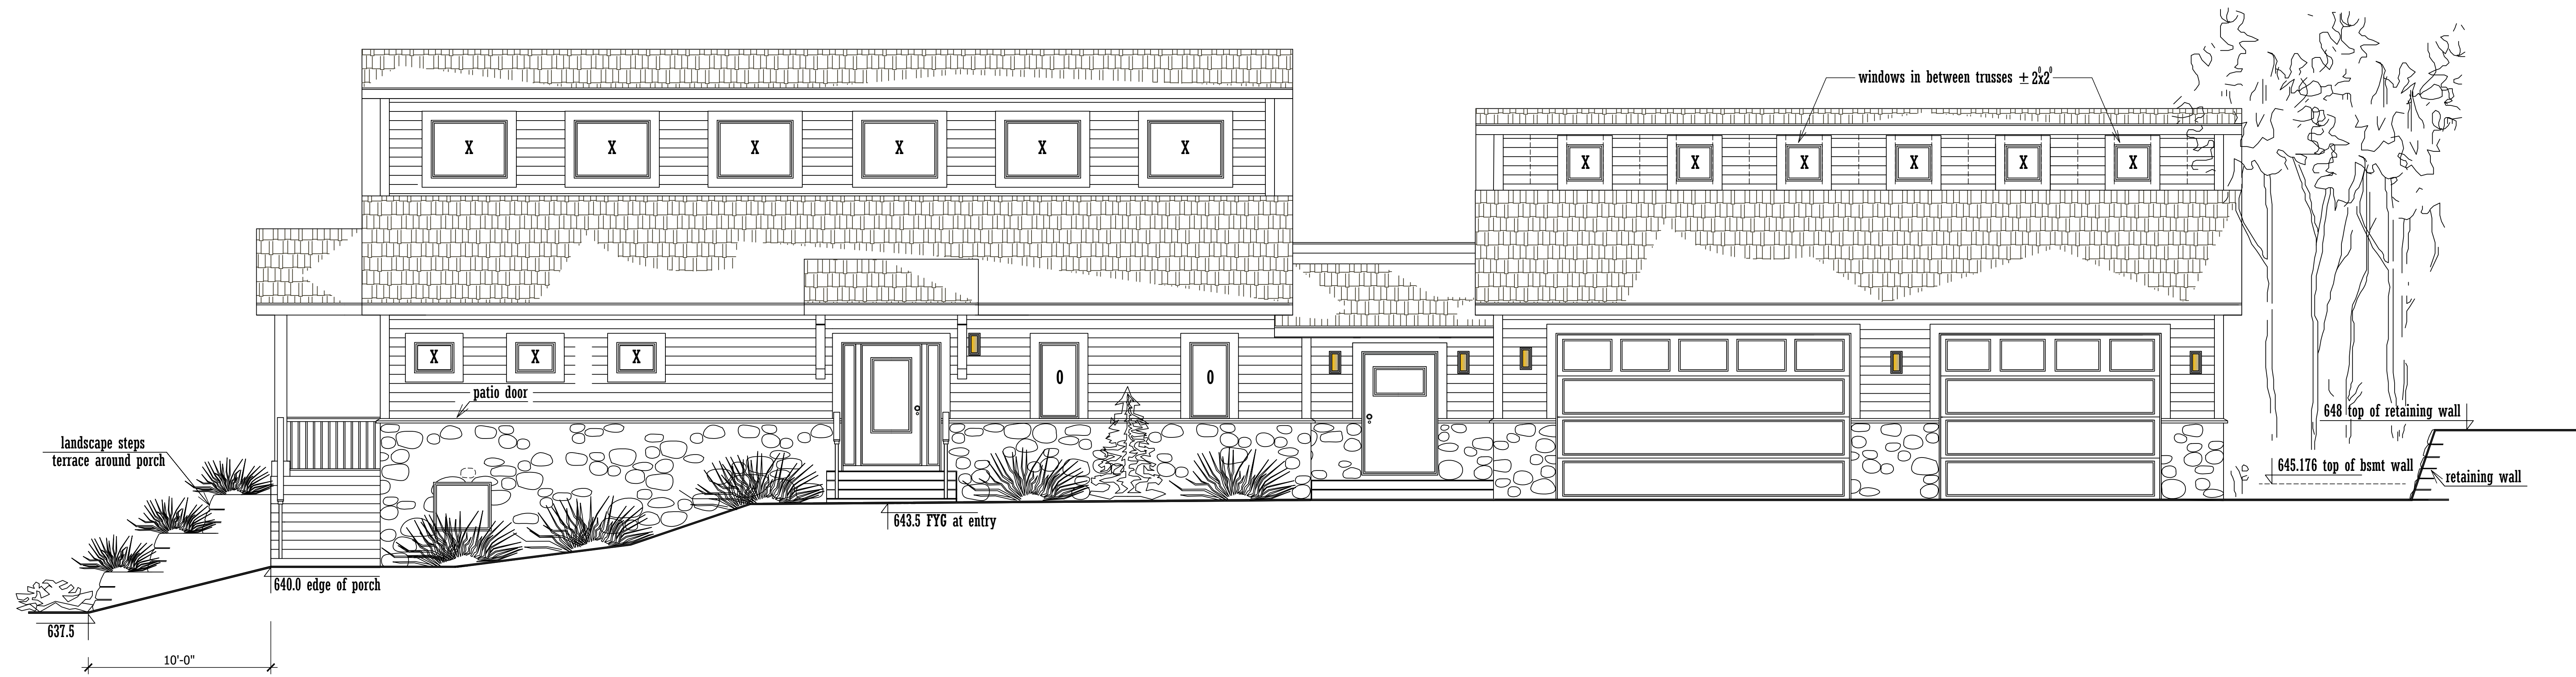 windows in between trusses ± 2⁰x2⁰
X X X X X X
X X X X X X
X X X
O O
patio door
landscape steps
terrace around porch
648 top of retaining wall
645.176 top of bsmt wall
retaining wall
643.5 FYG at entry
640.0 edge of porch
637.5
10'-0"